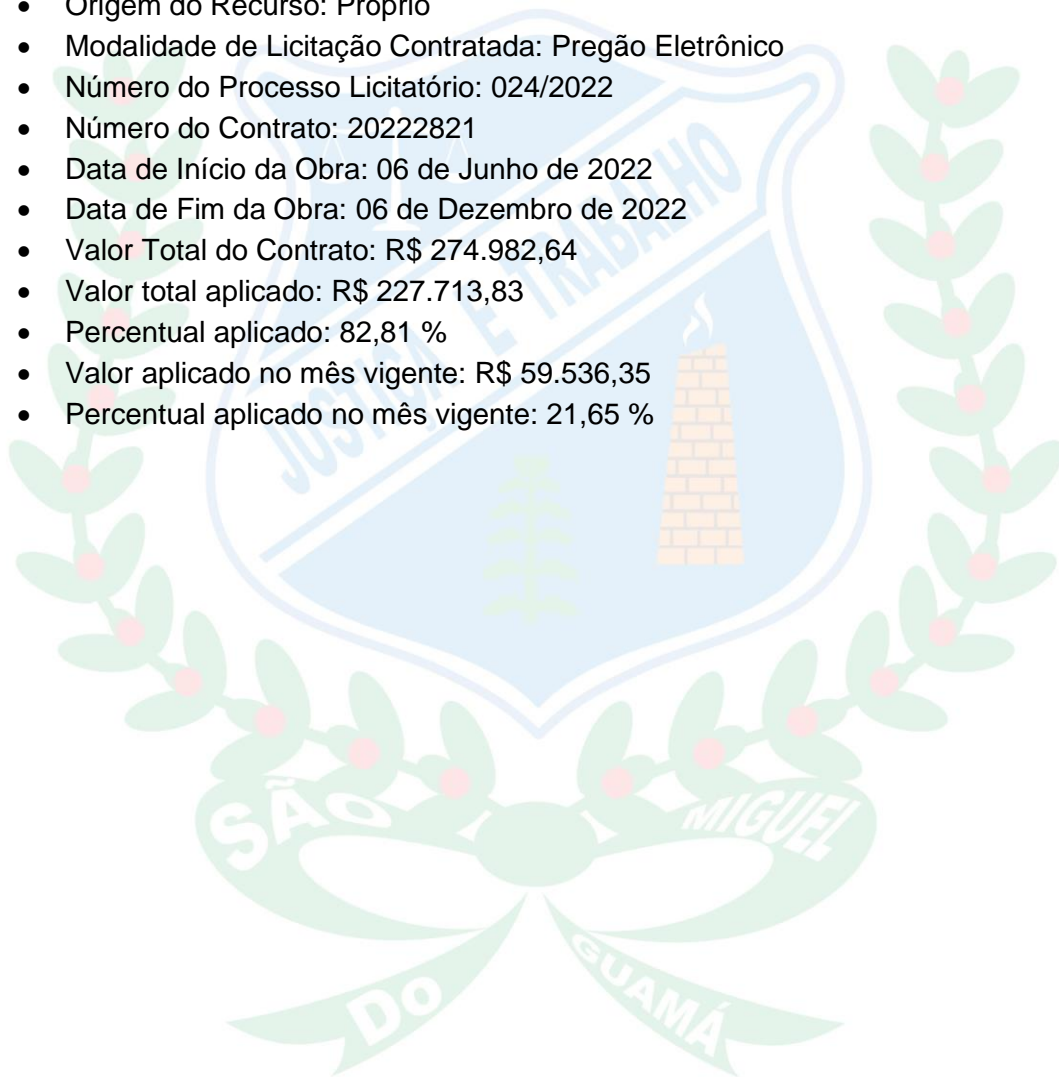 • Origem do Recurso: Próprio
• Modalidade de Licitação Contratada: Pregão Eletrônico
• Número do Processo Licitatório: 024/2022
• Número do Contrato: 20222821
• Data de Início da Obra: 06 de Junho de 2022
• Data de Fim da Obra: 06 de Dezembro de 2022
• Valor Total do Contrato: R$ 274.982,64
• Valor total aplicado: R$ 227.713,83
• Percentual aplicado: 82,81 %
• Valor aplicado no mês vigente: R$ 59.536,35
• Percentual aplicado no mês vigente: 21,65 %
JUSTIÇA E TRABALHO
SÃO MIGUEL
DO GUAMÁ